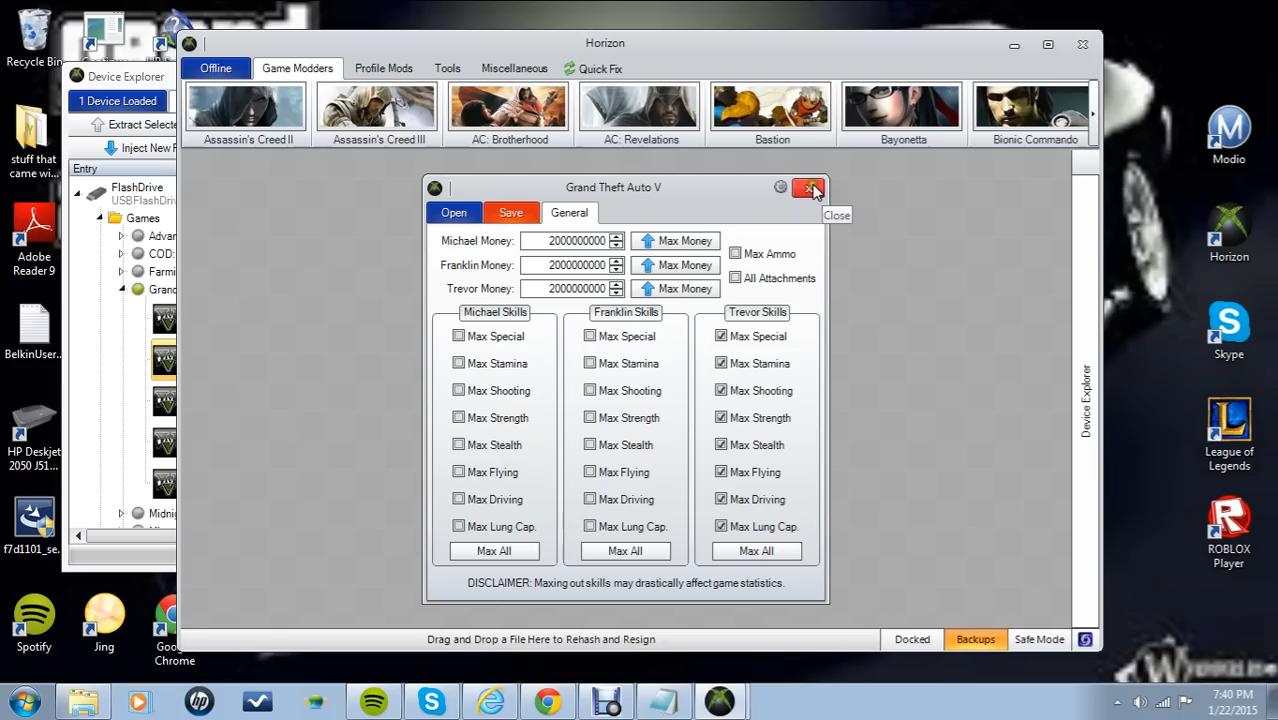 Recycle Bin
stuff that
came wi...
Adobe
Reader 9
BelkinUser...
HP Deskjet
2050 J51...
f7d1101_se...
Spotify
Jing
Chrome
Device Explorer
1 Device Loaded
Extract Selecte
Inject New F
Entry
FlashDrive
USBFlashDriv
Games
Advar
COD:
Farmi
Grand
Midni
Horizon
Offline
Game Modders
Profile Mods
Tools
Miscellaneous
Quick Fix
Assassin's Creed II
Assassin's Creed III
AC: Brotherhood
AC: Revelations
Bastion
Bayonetta
Bionic Commando
Grand Theft Auto V
Close
Open
Save
General
Michael Money: 2000000000 Max Money
Franklin Money: 2000000000 Max Money
Trevor Money: 2000000000 Max Money
Max Ammo
All Attachments
Michael Skills
Max Special
Max Stamina
Max Shooting
Max Strength
Max Stealth
Max Flying
Max Driving
Max Lung Cap.
Max All
Franklin Skills
Max Special
Max Stamina
Max Shooting
Max Strength
Max Stealth
Max Flying
Max Driving
Max Lung Cap.
Max All
Trevor Skills
Max Special
Max Stamina
Max Shooting
Max Strength
Max Stealth
Max Flying
Max Driving
Max Lung Cap.
Max All
DISCLAIMER: Maxing out skills may drastically affect game statistics.
Device Explorer
Drag and Drop a File Here to Rehash and Resign
Docked
Backups
Safe Mode
Modio
Horizon
Skype
League of
Legends
ROBLOX
Player
7:40 PM
1/22/2015